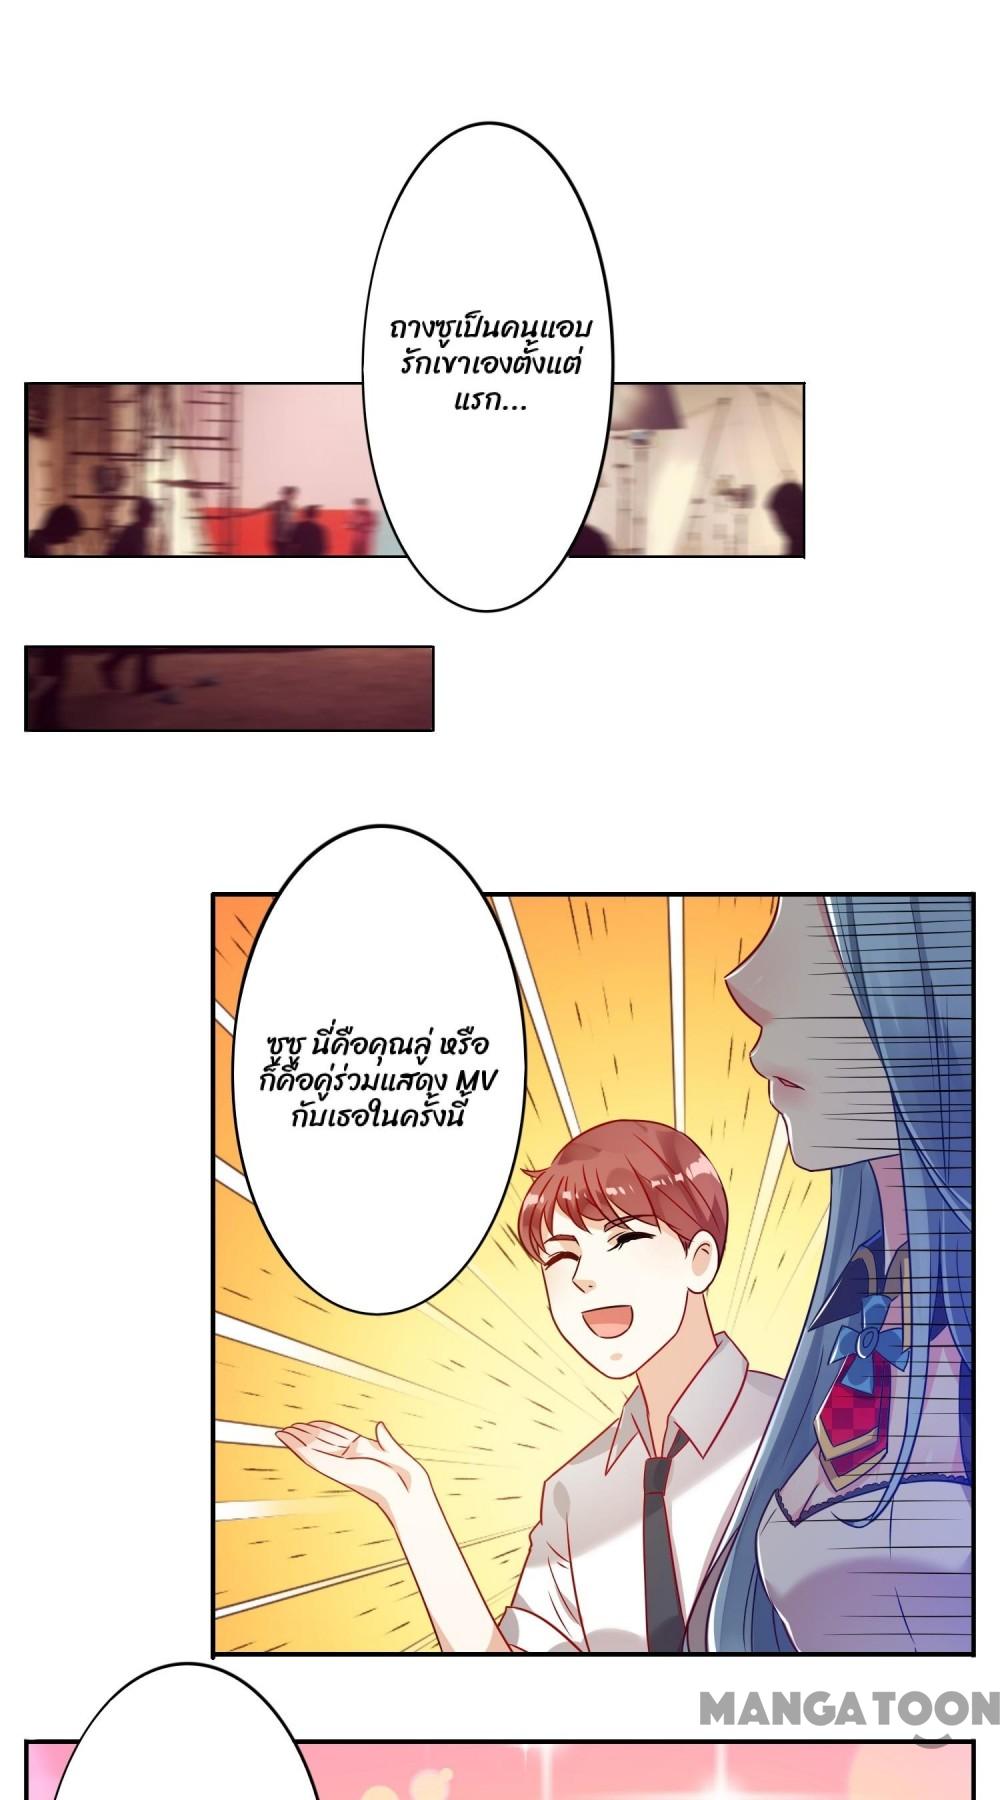 ถางซูเป็นคนแอบ
รักเขาเองตั้งแต่
แรก...
ซูซู นี่คือคุณลู่ หรือ
ก็คือคู่ร่วมแสดง MV
กับเธอในครั้งนี้
MANGATOON